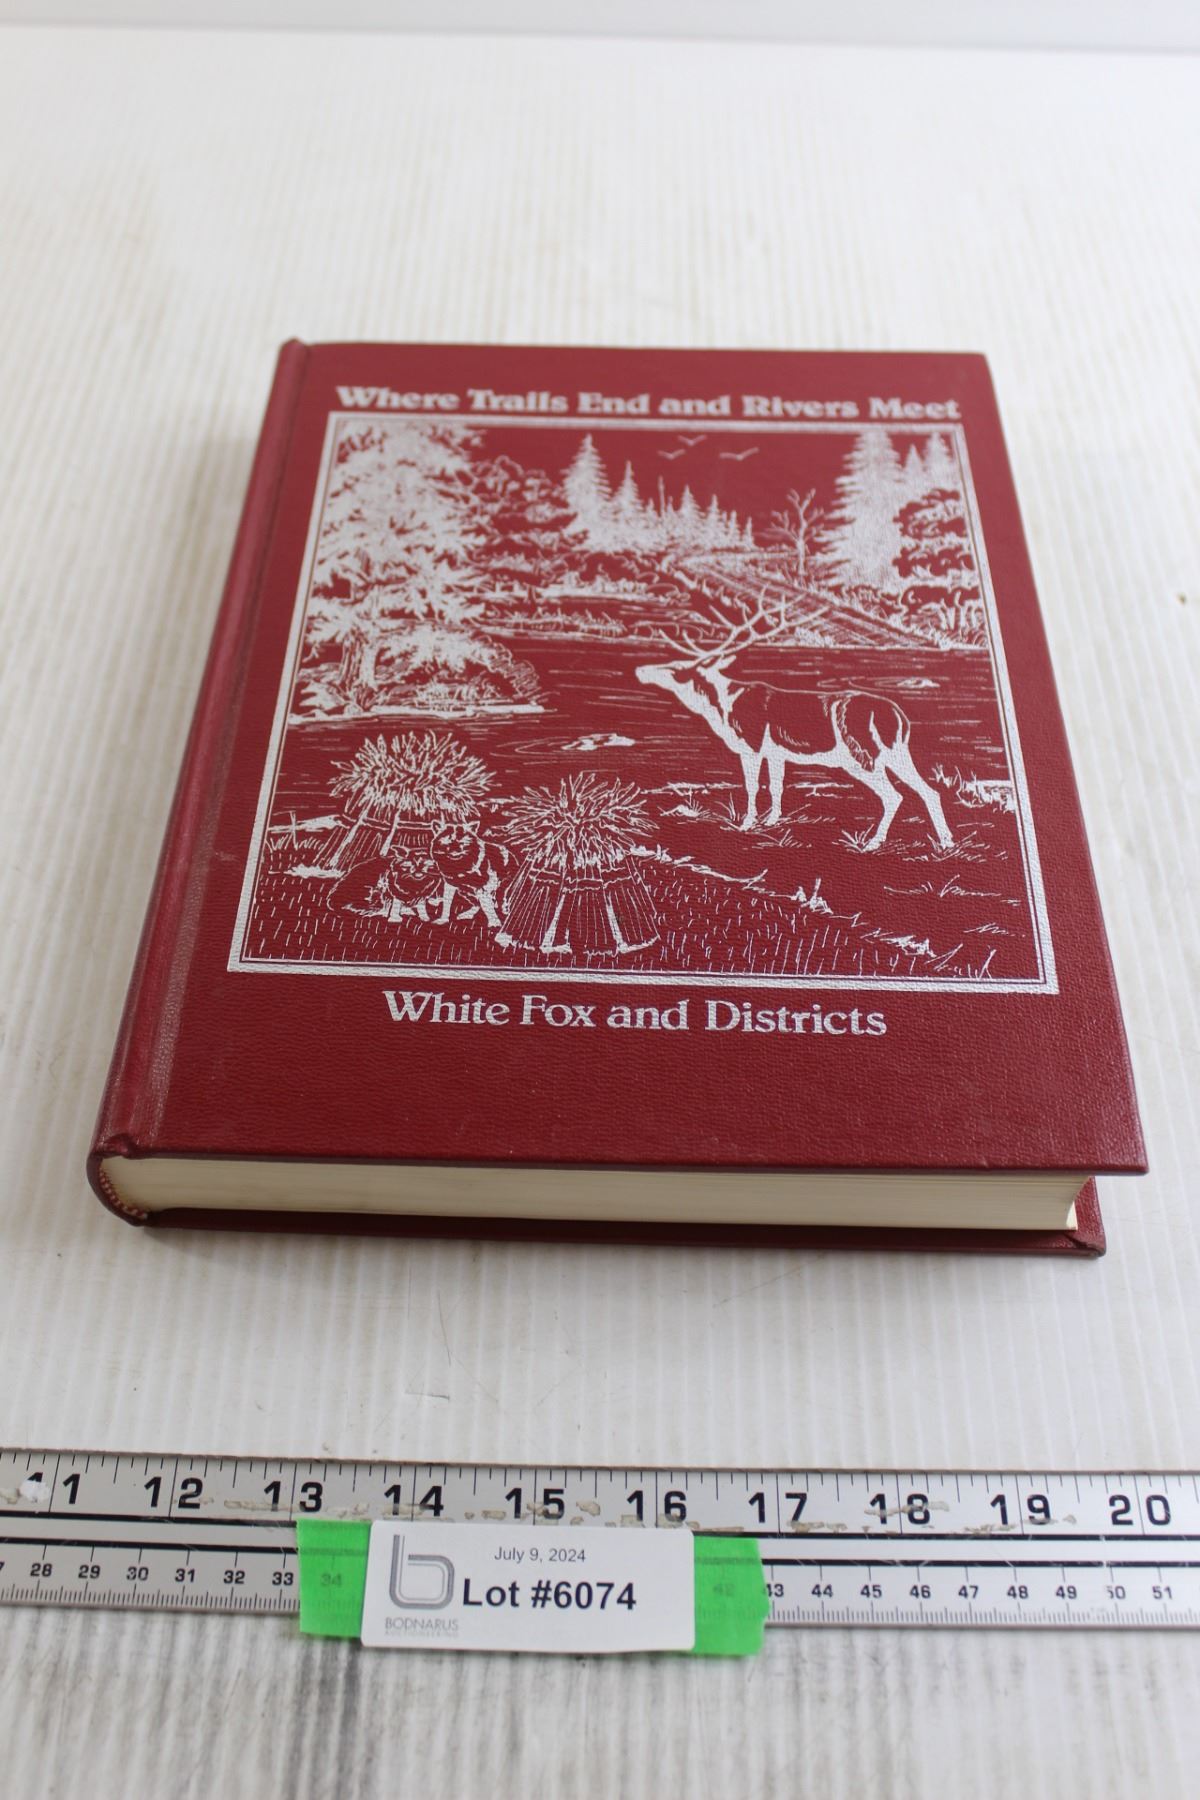 Where Trails End and Rivers Meet
White Fox and Districts
11 12 13 14 15 16 17 18 19 20
28 29 30 31 32 33 34 42 43 44 45 46 47 48 49 50 51
July 9, 2024
Lot #6074
BODNARUS
AUCTIONEERING